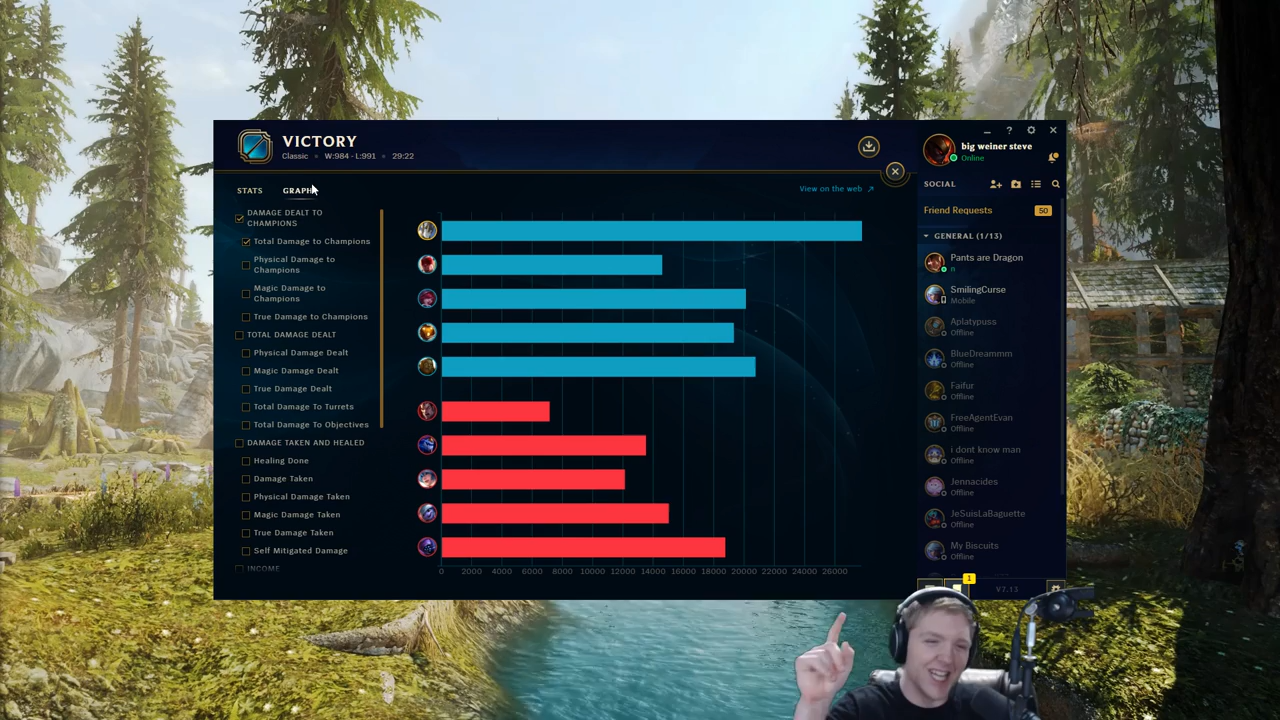 VICTORY
Classic • W:984 - L:991 • 29:22
big weiner steve
Online
STATS
GRAPHS
View on the web
SOCIAL
Friend Requests
50
DAMAGE DEALT TO
CHAMPIONS
Total Damage to Champions
Physical Damage to
Champions
Magic Damage to
Champions
True Damage to Champions
TOTAL DAMAGE DEALT
Physical Damage Dealt
Magic Damage Dealt
True Damage Dealt
Total Damage To Turrets
Total Damage To Objectives
DAMAGE TAKEN AND HEALED
Healing Done
Damage Taken
Physical Damage Taken
Magic Damage Taken
True Damage Taken
Self Mitigated Damage
INCOME
0 2000 4000 6000 8000 10000 12000 14000 16000 18000 20000 22000 24000 26000
GENERAL (1/13)
Pants are Dragon
n
SmilingCurse
Mobile
Aplatypuss
Offline
BlueDreammm
Offline
Faifur
Offline
FreeAgentEvan
Offline
i dont know man
Offline
Jennacides
Offline
JeSuisLaBaguette
Offline
My Biscuits
Offline
1
V7.13